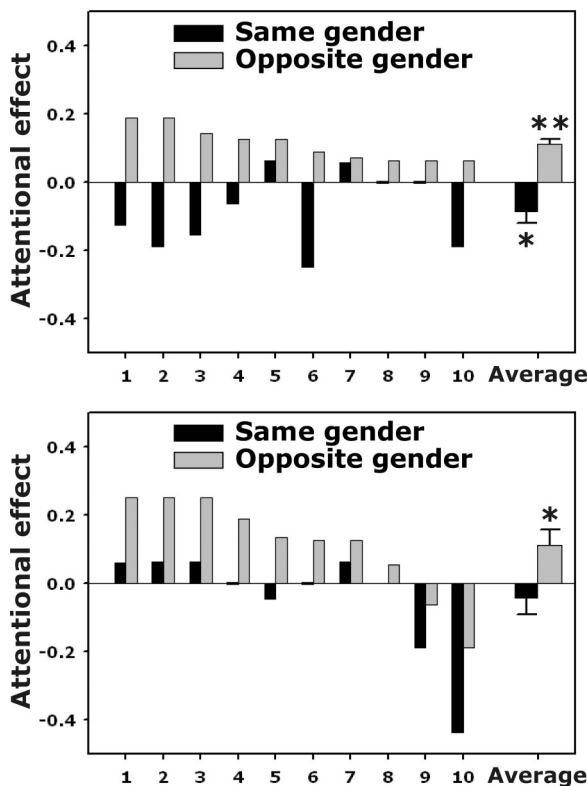 Same gender
Opposite gender
Attentional effect
0.4
0.2
0.0
-0.2
-0.4
**
*
1 2 3 4 5 6 7 8 9 10 Average
Same gender
Opposite gender
Attentional effect
0.4
0.2
0.0
-0.2
-0.4
*
1 2 3 4 5 6 7 8 9 10 Average